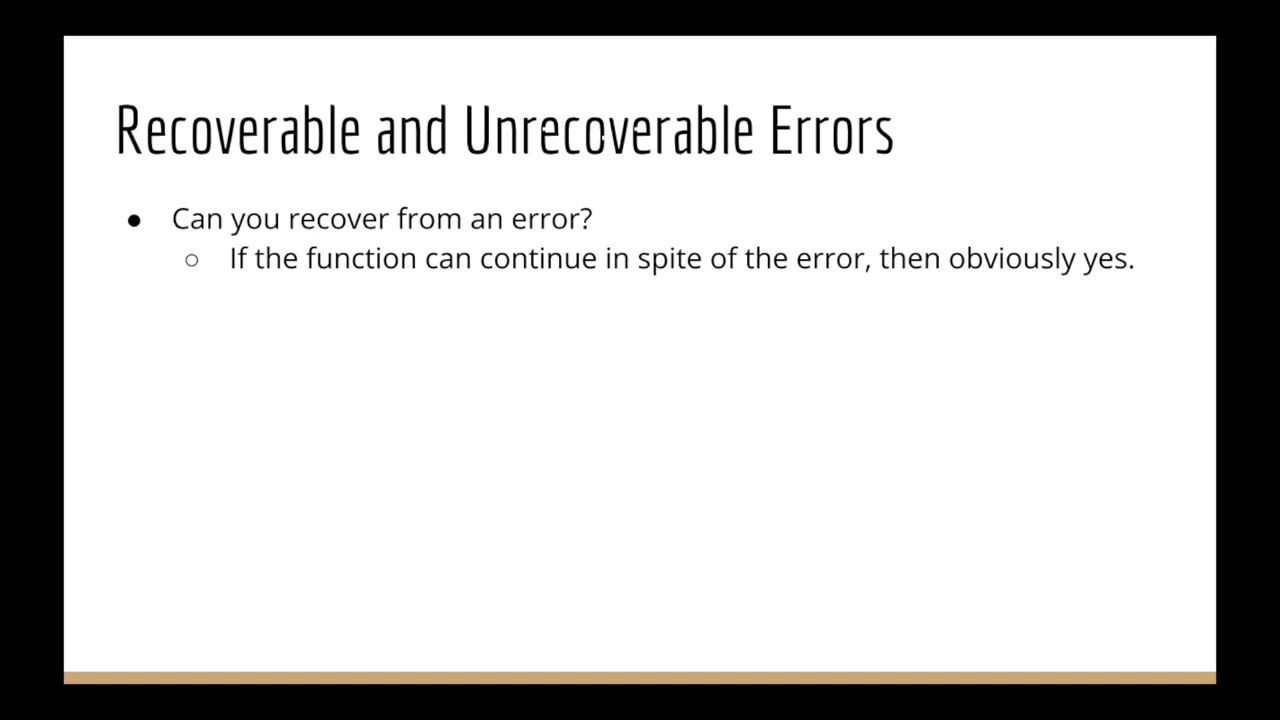 Recoverable and Unrecoverable Errors
● Can you recover from an error?
○ If the function can continue in spite of the error, then obviously yes.